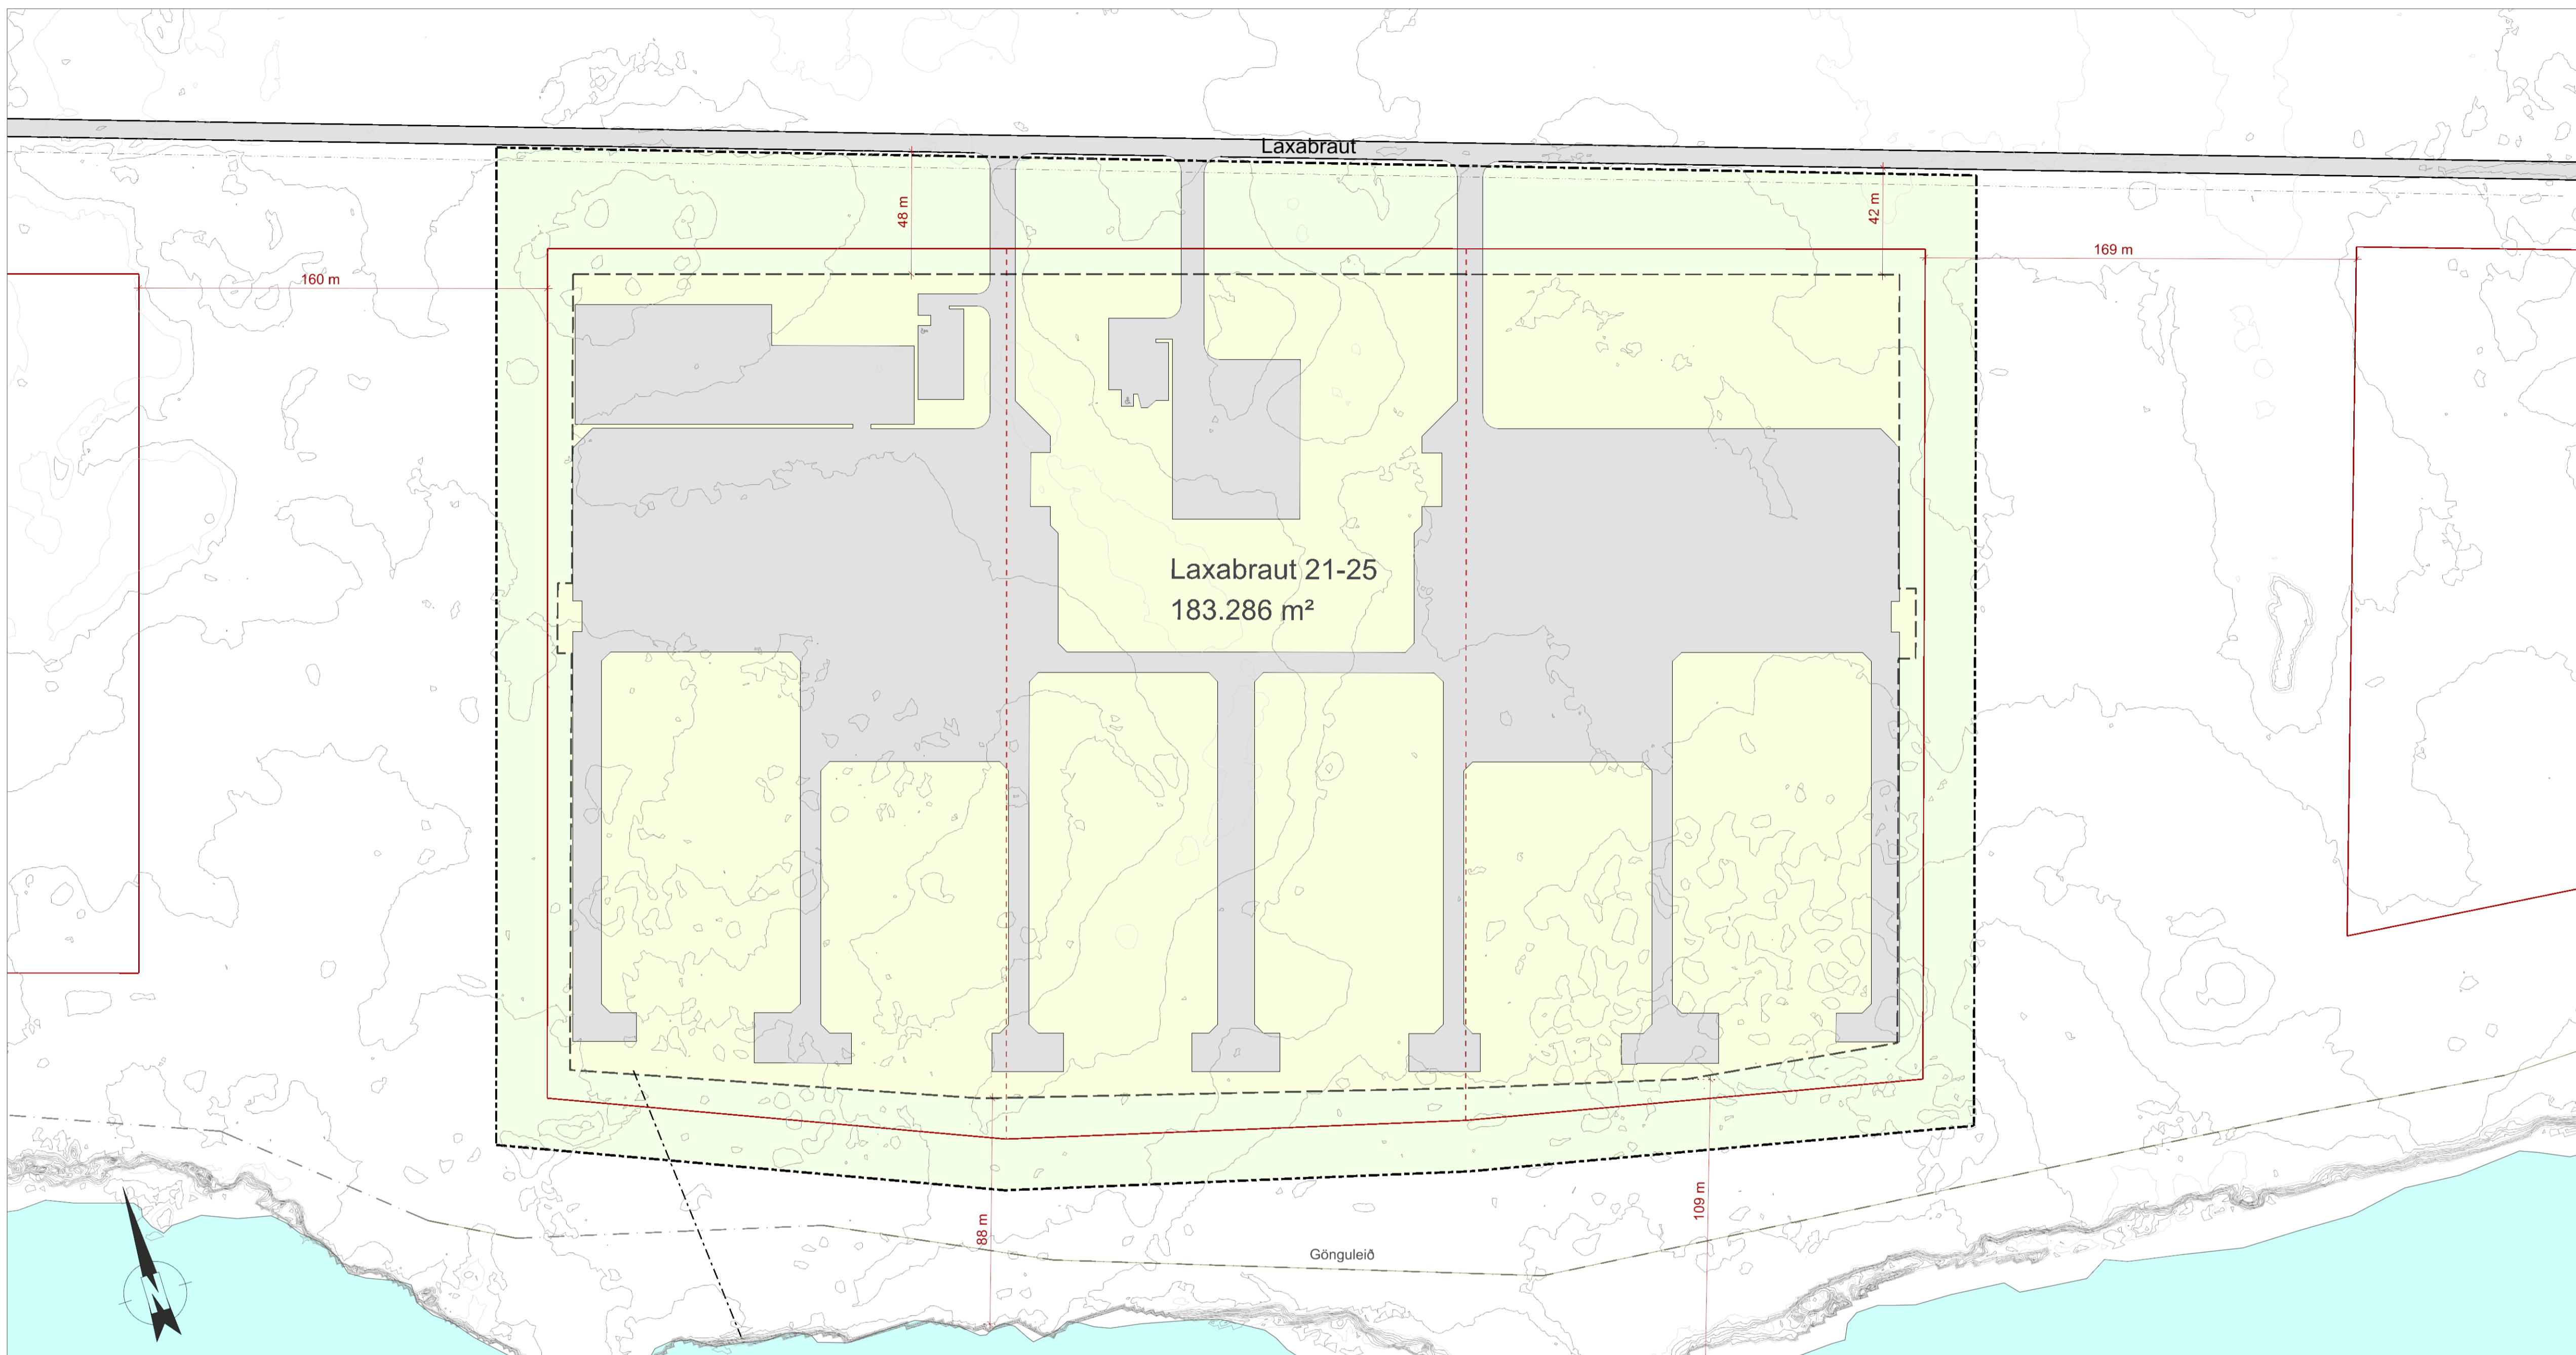 Laxabraut
48 m
42 m
160 m
169 m
Laxabraut 21-25
183.286 m²
88 m
109 m
Gönguleið